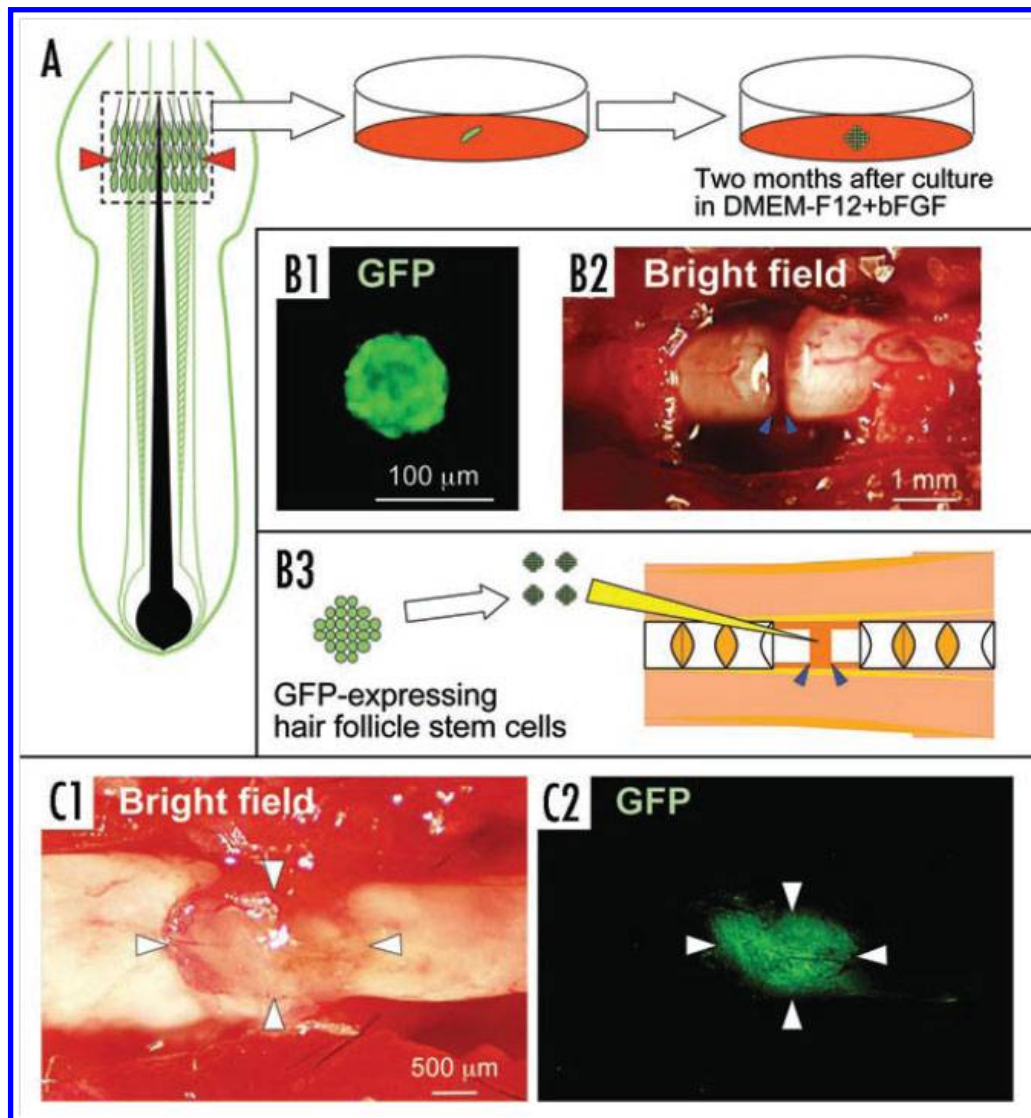 A
Two months after culture
in DMEM-F12+bFGF
B1
GFP
100 μm
B2
Bright field
1 mm
B3
GFP-expressing
hair follicle stem cells
C1
Bright field
500 μm
C2
GFP